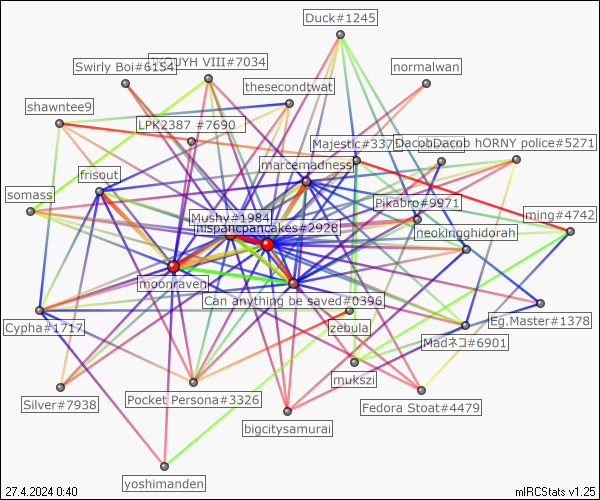 Duck#1245
Swirly Boi#6154
UYH VIII#7034
normalwan
thesecondtwat
shawntee9
LPK2387 #7690
Majestic#337
DacobDacob hORNY police#5271
marcemadness
frisout
somass
Mushy#1984
Pikabro#9971
ming#4742
hispancpancakes#2928
neokingghidorah
moonraven
Can anything be saved#0396
Cypha#1717
zebula
Eg.Master#1378
Madネコ#6901
mukszi
Silver#7938
Pocket Persona#3326
Fedora Stoat#4479
bigcitysamurai
yoshimanden
27.4.2024 0:40
mIRCStats v1.25